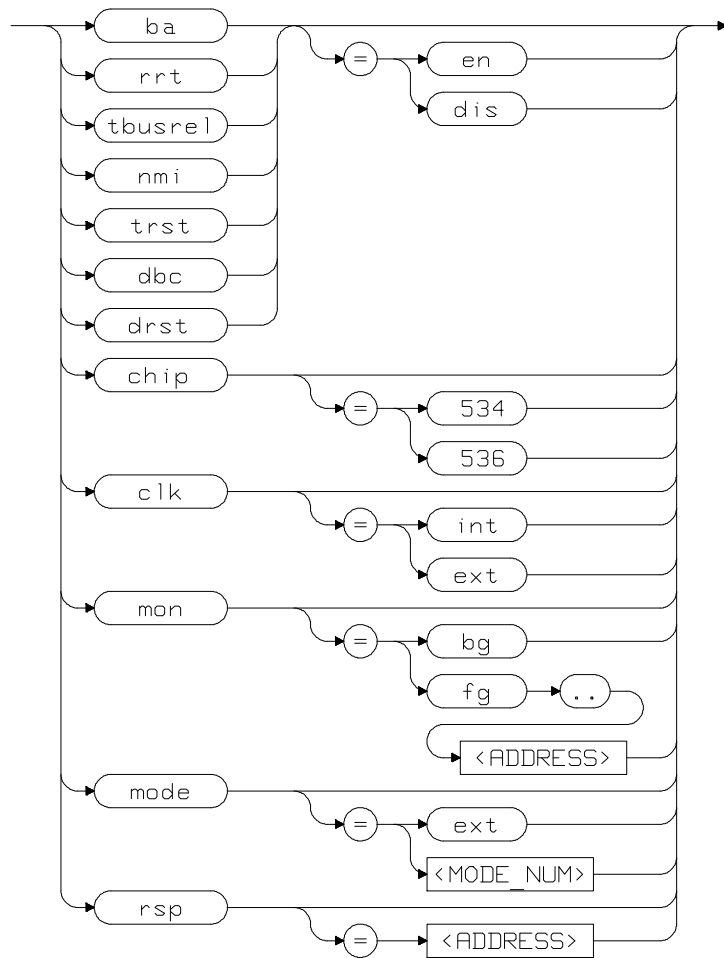 ba = en
rrt dis
tbusrel
nmi
trst
dbc
drst
chip
= 534
536
clk
= int
ext
mon
= bg
fg ..
<ADDRESS>
mode
= ext
<MODE_NUM>
rsp
= <ADDRESS>